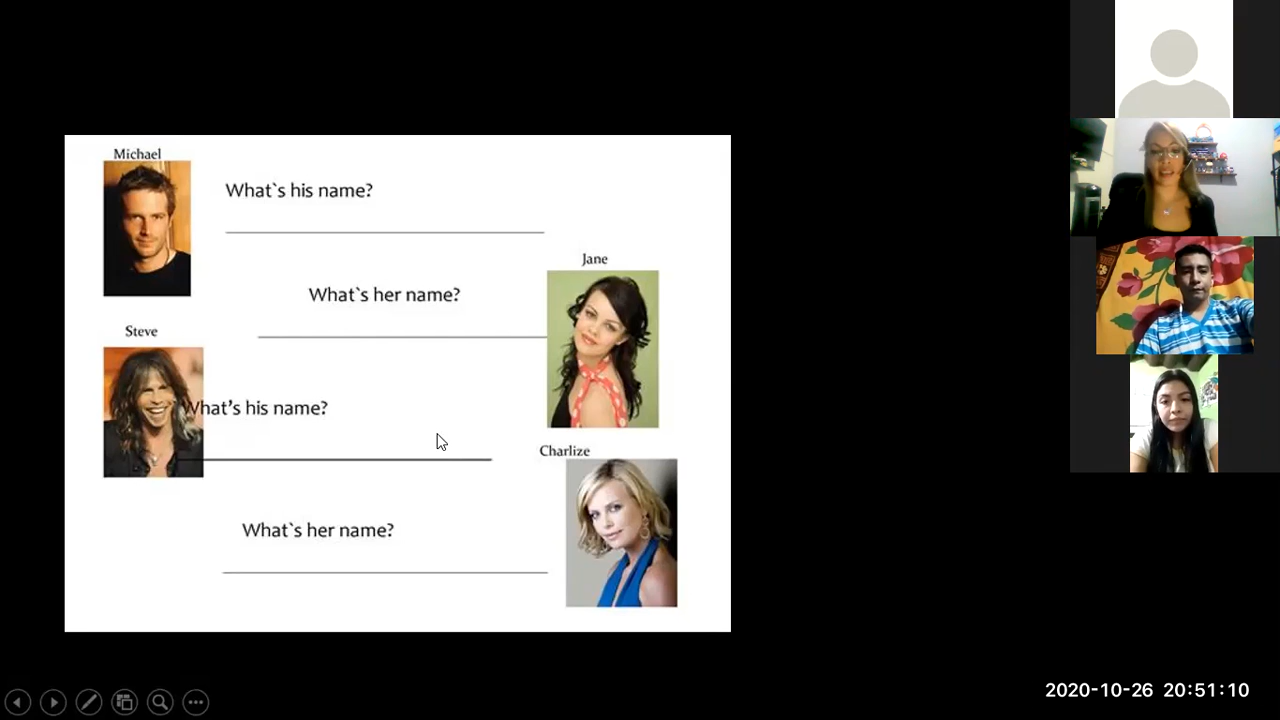 Michael
What`s his name?
Jane
What`s her name?
Steve
What's his name?
Charlize
What`s her name?
2020-10-26 20:51:10